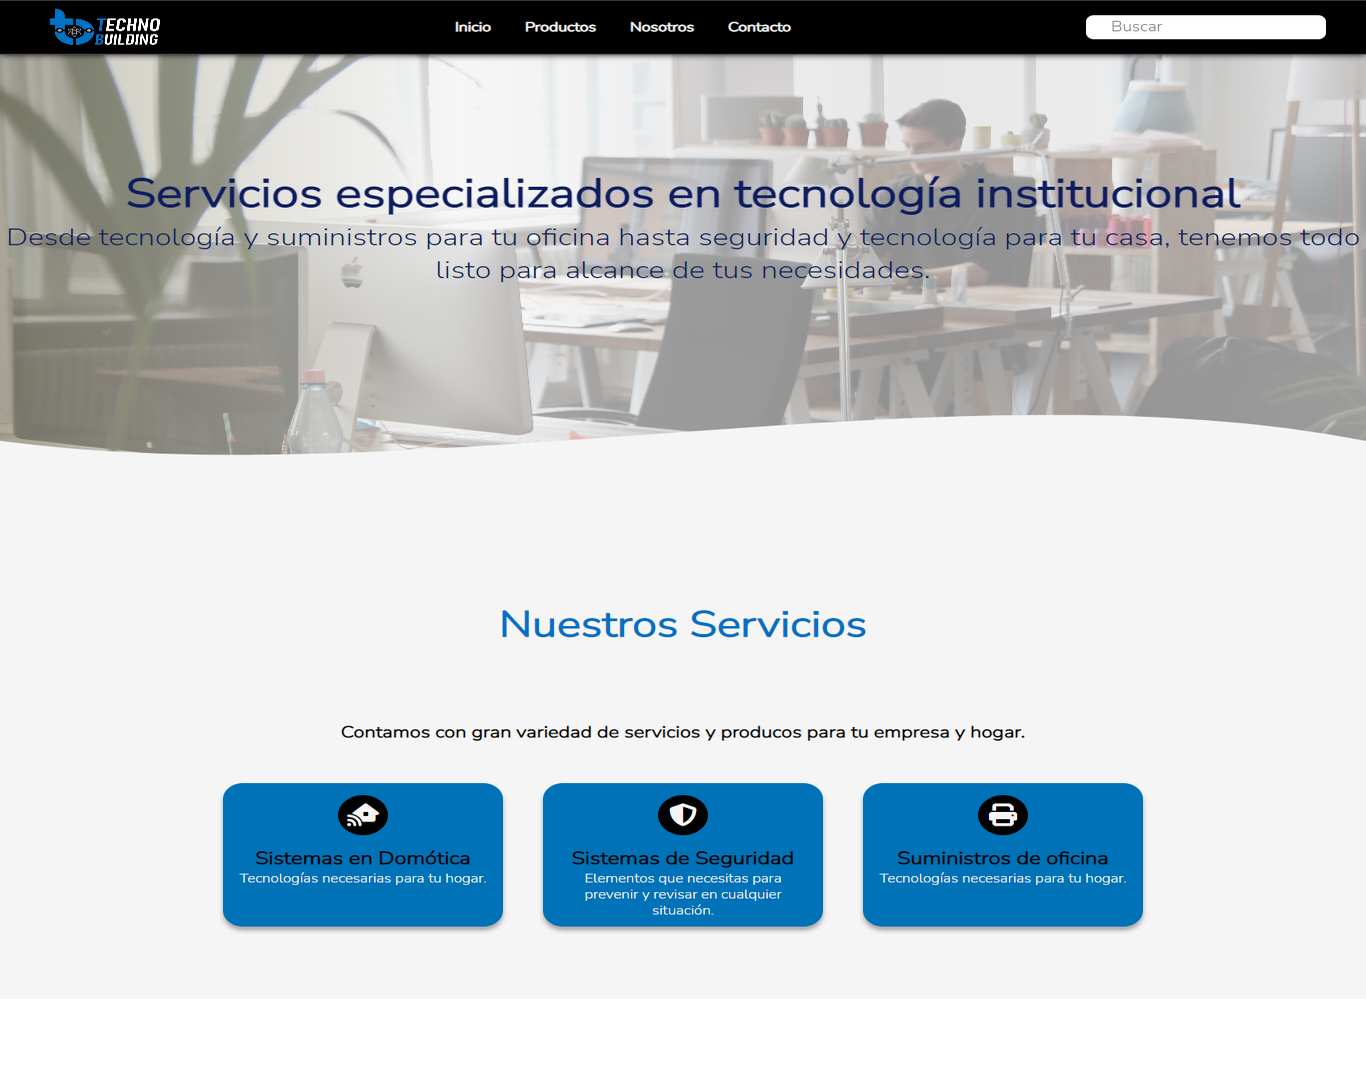 TECHNO
BUILDING
Inicio Productos Nosotros Contacto
Buscar
Servicios especializados en tecnología institucional
Desde tecnología y suministros para tu oficina hasta seguridad y tecnología para tu casa, tenemos todo
listo para alcance de tus necesidades.
Nuestros Servicios
Contamos con gran variedad de servicios y producos para tu empresa y hogar.
Sistemas en Domótica
Tecnologías necesarias para tu hogar.
Sistemas de Seguridad
Elementos que necesitas para
prevenir y revisar en cualquier
situación.
Suministros de oficina
Tecnologías necesarias para tu hogar.